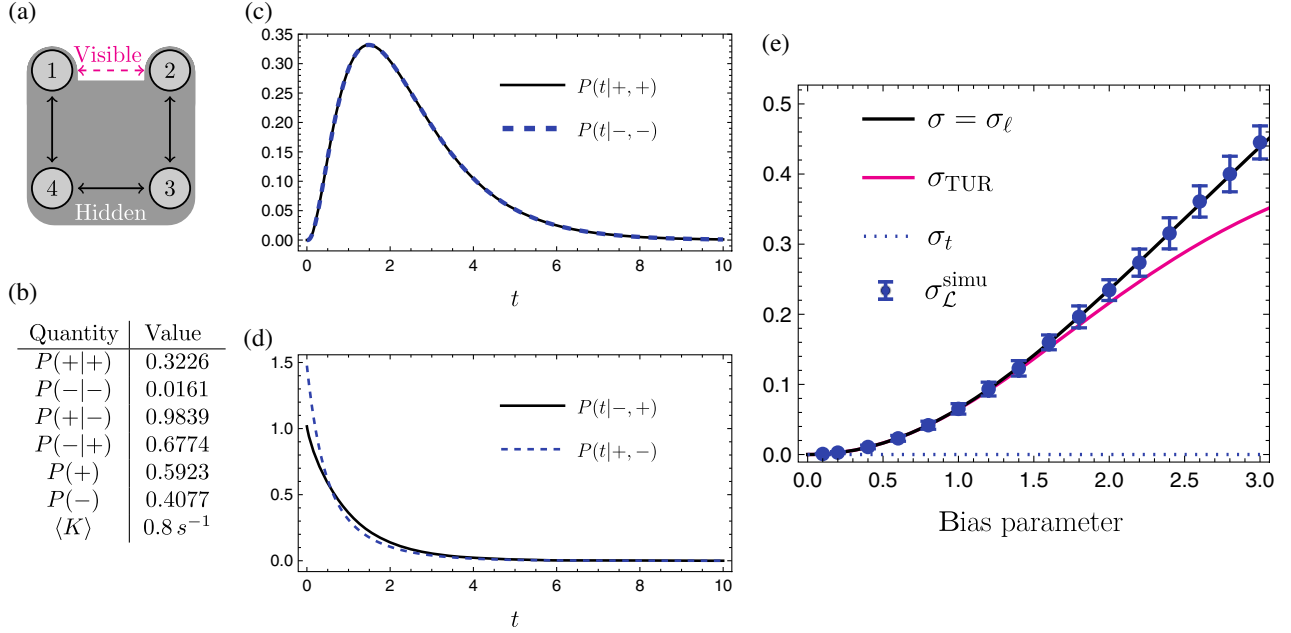 (a)
Visible
1
2
4
3
Hidden
(b)
Quantity Value
P(+|+) 0.3226
P(−|−) 0.0161
P(+|−) 0.9839
P(−|+) 0.6774
P(+) 0.5923
P(−) 0.4077
⟨K⟩ 0.8 s⁻¹
(c)
0.35
0.30
0.25
0.20
0.15
0.10
0.05
0.00
P(t|+,+)
P(t|−,−)
0 2 4 6 8 10
t
(d)
1.5
1.0
0.5
0.0
P(t|−,+)
P(t|+,−)
0 2 4 6 8 10
t
(e)
0.5
0.4
0.3
0.2
0.1
0.0
σ = σ_ℓ
σ_TUR
σ_t
σ_ℒ^simu
0.0 0.5 1.0 1.5 2.0 2.5 3.0
Bias parameter